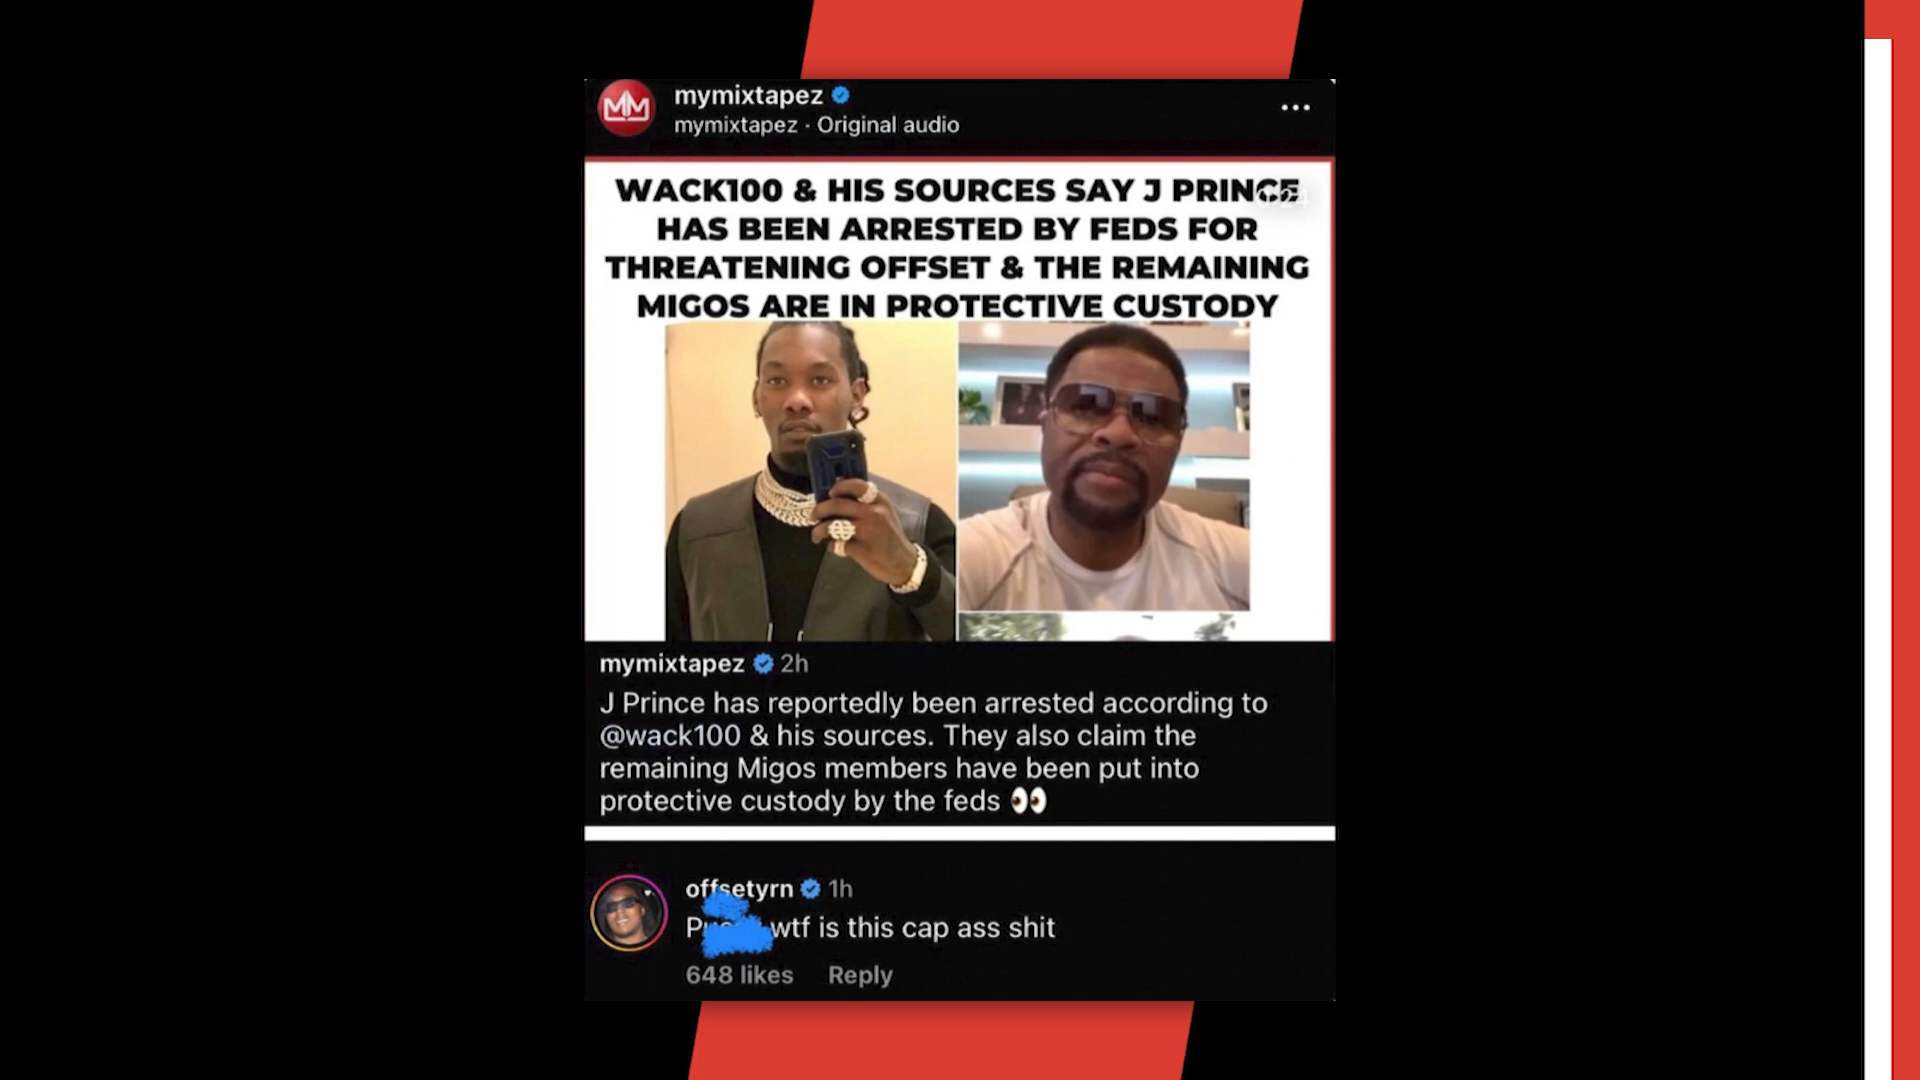 MM
mymixtapez
mymixtapez · Original audio
WACK100 & HIS SOURCES SAY J PRINCE
0:24
HAS BEEN ARRESTED BY FEDS FOR
THREATENING OFFSET & THE REMAINING
MIGOS ARE IN PROTECTIVE CUSTODY
mymixtapez 2h
J Prince has reportedly been arrested according to
@wack100 & his sources. They also claim the
remaining Migos members have been put into
protective custody by the feds 👀
offsetyrn 1h
wtf is this cap ass shit
648 likes Reply